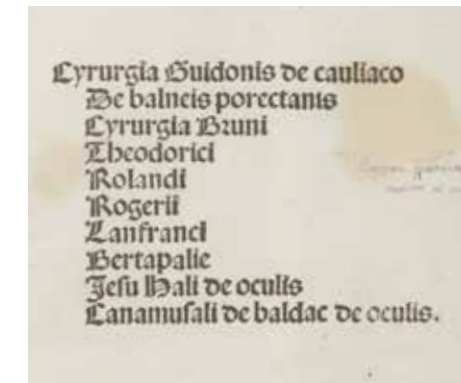 Cyrurgia Guidonis de cauliaco
De balneis porectanis
Cyrurgia Bruni
Theodorici
Rolandi
Rogerii
Lanfranci
Bertapalie
Jesu Hali de oculis
Canamusali de baldac de oculis.